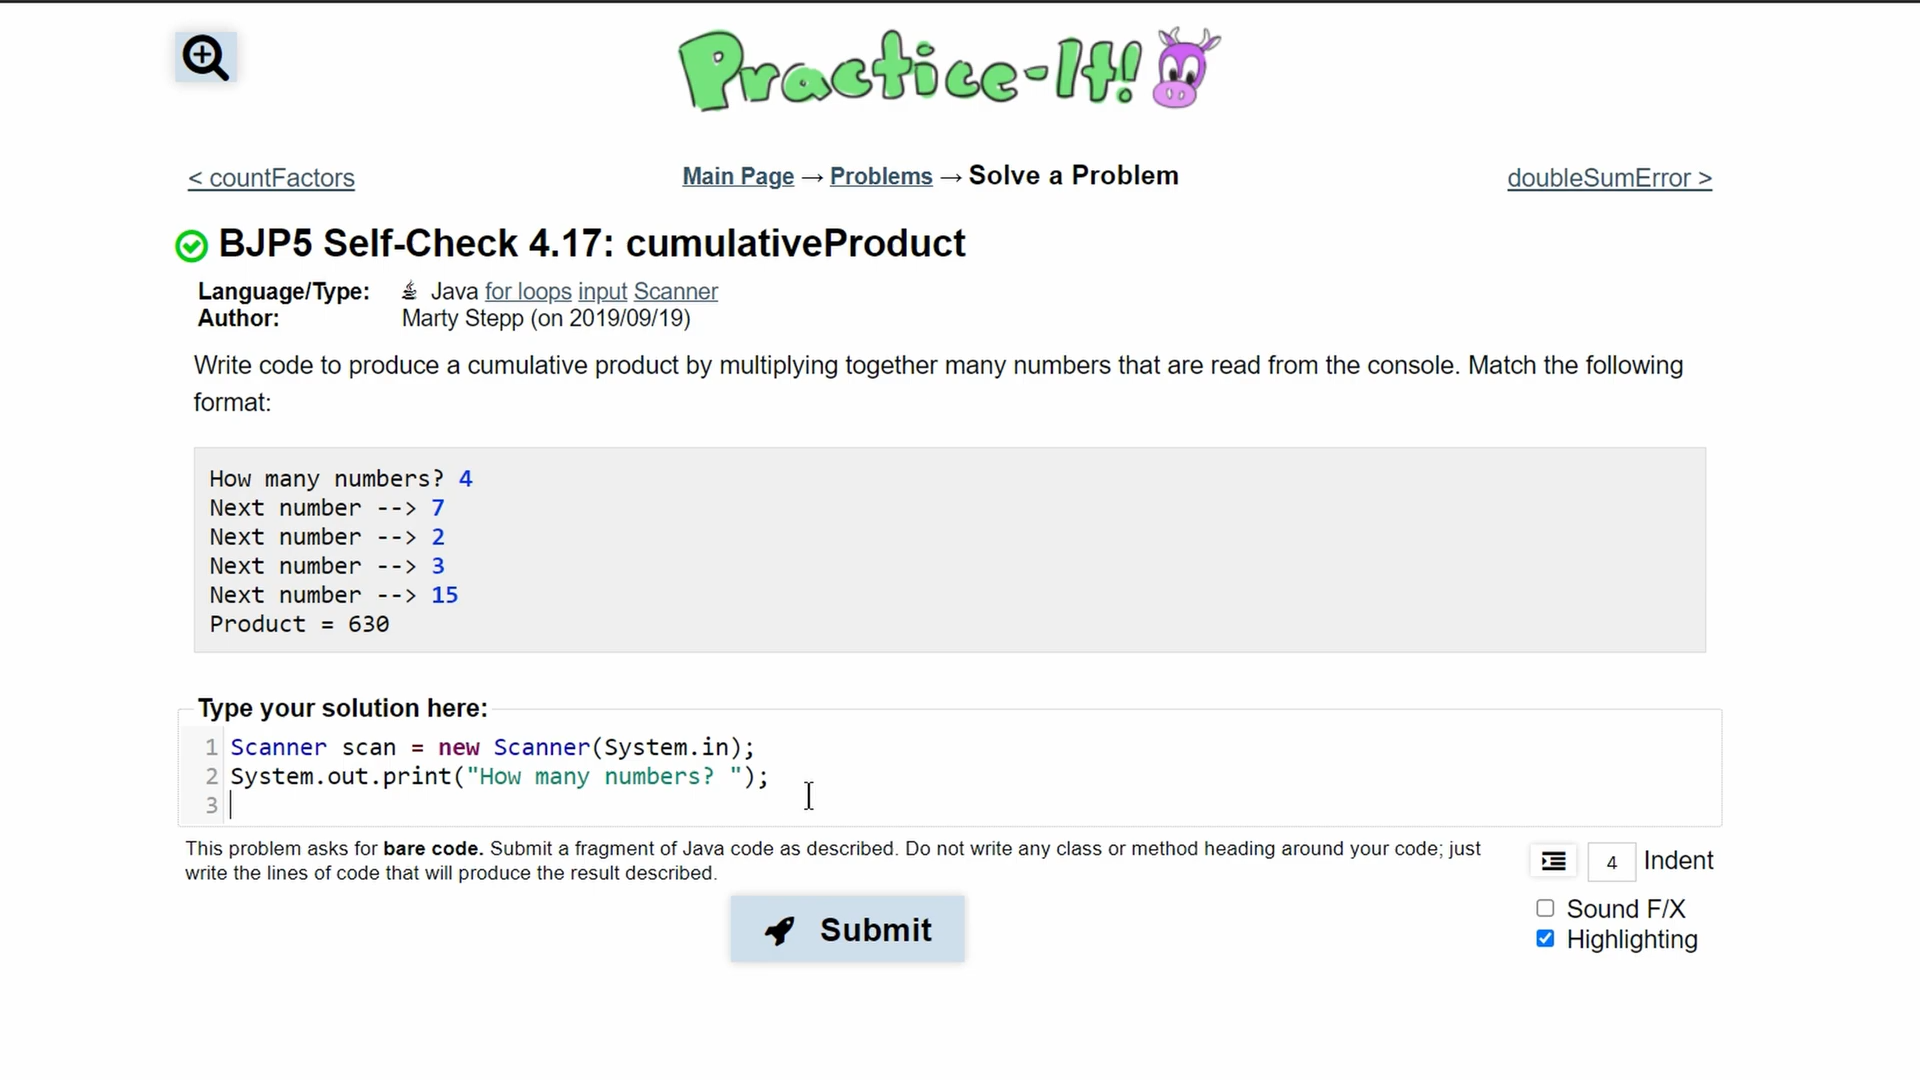 Practice-It!
< countFactors
Main Page → Problems → Solve a Problem
doubleSumError >
BJP5 Self-Check 4.17: cumulativeProduct
Language/Type: Java for loops input Scanner
Author: Marty Stepp (on 2019/09/19)
Write code to produce a cumulative product by multiplying together many numbers that are read from the console. Match the following
format:
How many numbers? 4
Next number --> 7
Next number --> 2
Next number --> 3
Next number --> 15
Product = 630
Type your solution here:
1 Scanner scan = new Scanner(System.in);
2 System.out.print("How many numbers? ");
3
This problem asks for bare code. Submit a fragment of Java code as described. Do not write any class or method heading around your code; just
write the lines of code that will produce the result described.
4 Indent
Sound F/X
Highlighting
Submit